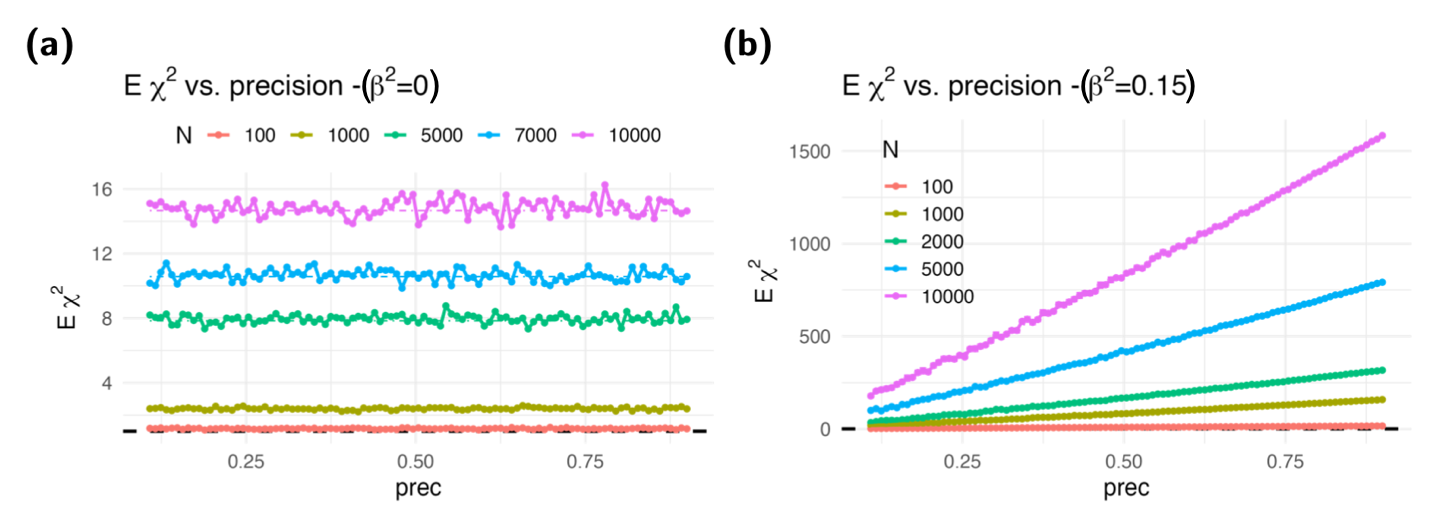 (a)
E χ² vs. precision -(β²=0)
N 100 1000 5000 7000 10000
16
12
8
4
E χ²
0.25 0.50 0.75
prec
(b)
E χ² vs. precision -(β²=0.15)
N
100
1000
2000
5000
10000
1500
1000
500
0
E χ²
0.25 0.50 0.75
prec